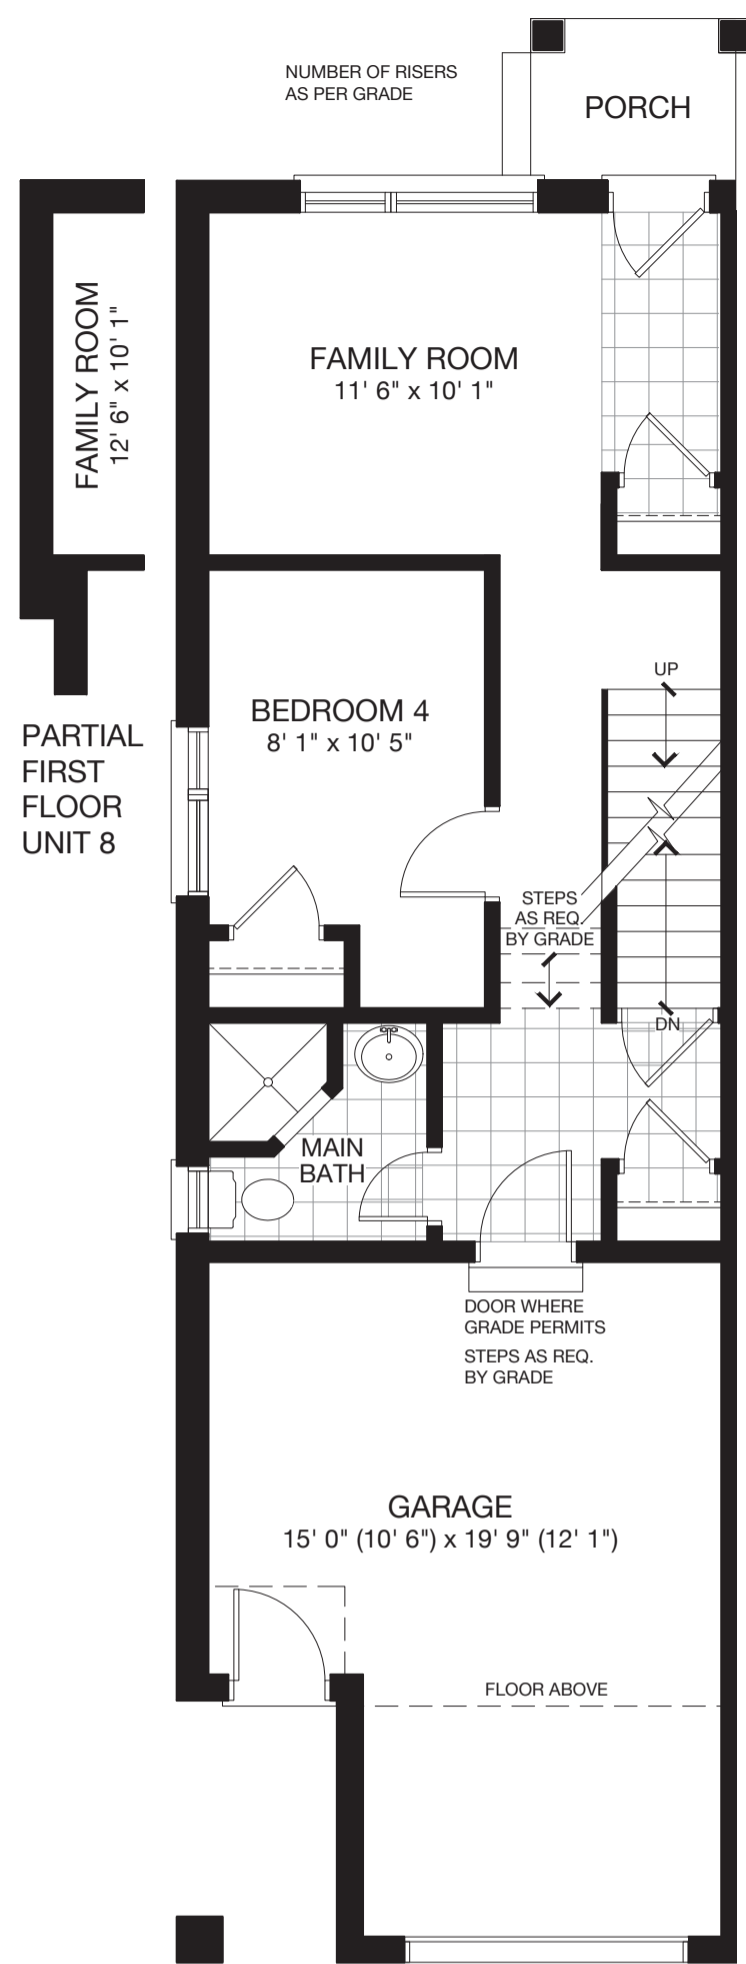 NUMBER OF RISERS
AS PER GRADE
PORCH
FAMILY ROOM
12' 6" x 10' 1"
FAMILY ROOM
11' 6" x 10' 1"
UP
BEDROOM 4
8' 1" x 10' 5"
PARTIAL
FIRST
FLOOR
UNIT 8
STEPS
AS REQ.
BY GRADE
DN
MAIN
BATH
DOOR WHERE
GRADE PERMITS
STEPS AS REQ.
BY GRADE
GARAGE
15' 0" (10' 6") x 19' 9" (12' 1")
FLOOR ABOVE